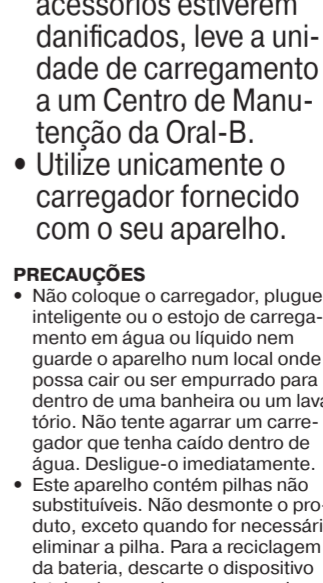 acessórios estiverem
danificados, leve a uni-
dade de carregamento
a um Centro de Manu-
tenção da Oral-B.
• Utilize unicamente o
carregador fornecido
com o seu aparelho.
PRECAUÇÕES
• Não coloque o carregador, plugue
inteligente ou o estojo de carrega-
mento em água ou líquido nem
guarde o aparelho num local onde
possa cair ou ser empurrado para
dentro de uma banheira ou um lava
tório. Não tente agarrar um carre-
gador que tenha caído dentro de
água. Desligue-o imediatamente.
• Este aparelho contém pilhas não
substituíveis. Não desmonte o pro-
duto, exceto quando for necessári
eliminar a pilha. Para a reciclagem
da bateria, descarte o dispositivo